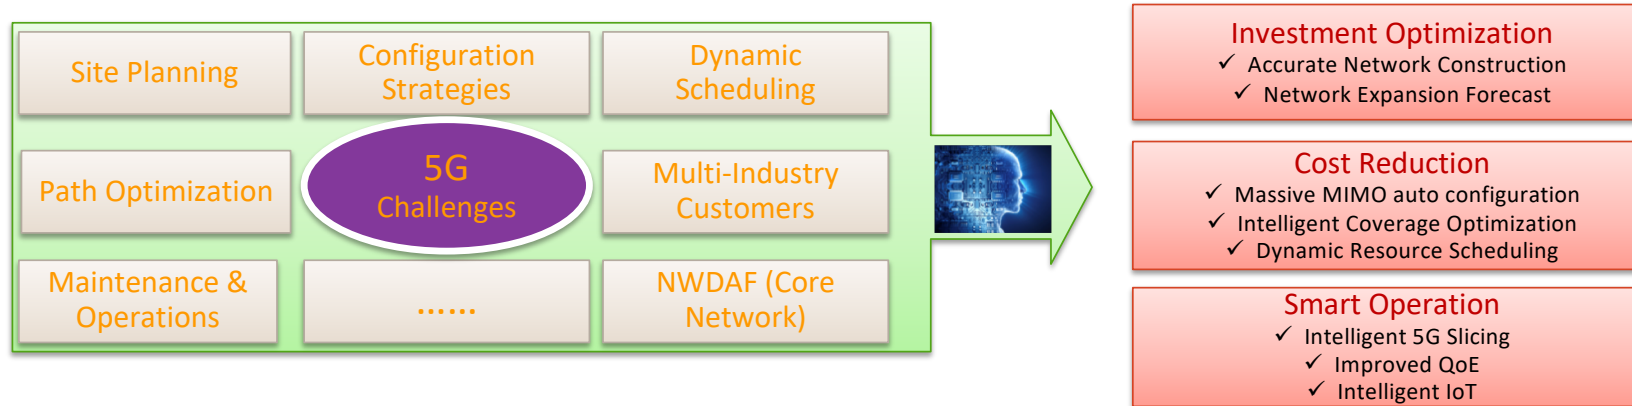 Site Planning
Configuration
Strategies
Dynamic
Scheduling
Path Optimization
5G
Challenges
Multi-Industry
Customers
Maintenance &
Operations
......
NWDAF (Core
Network)
Investment Optimization
✓ Accurate Network Construction
✓ Network Expansion Forecast
Cost Reduction
✓ Massive MIMO auto configuration
✓ Intelligent Coverage Optimization
✓ Dynamic Resource Scheduling
Smart Operation
✓ Intelligent 5G Slicing
✓ Improved QoE
✓ Intelligent IoT